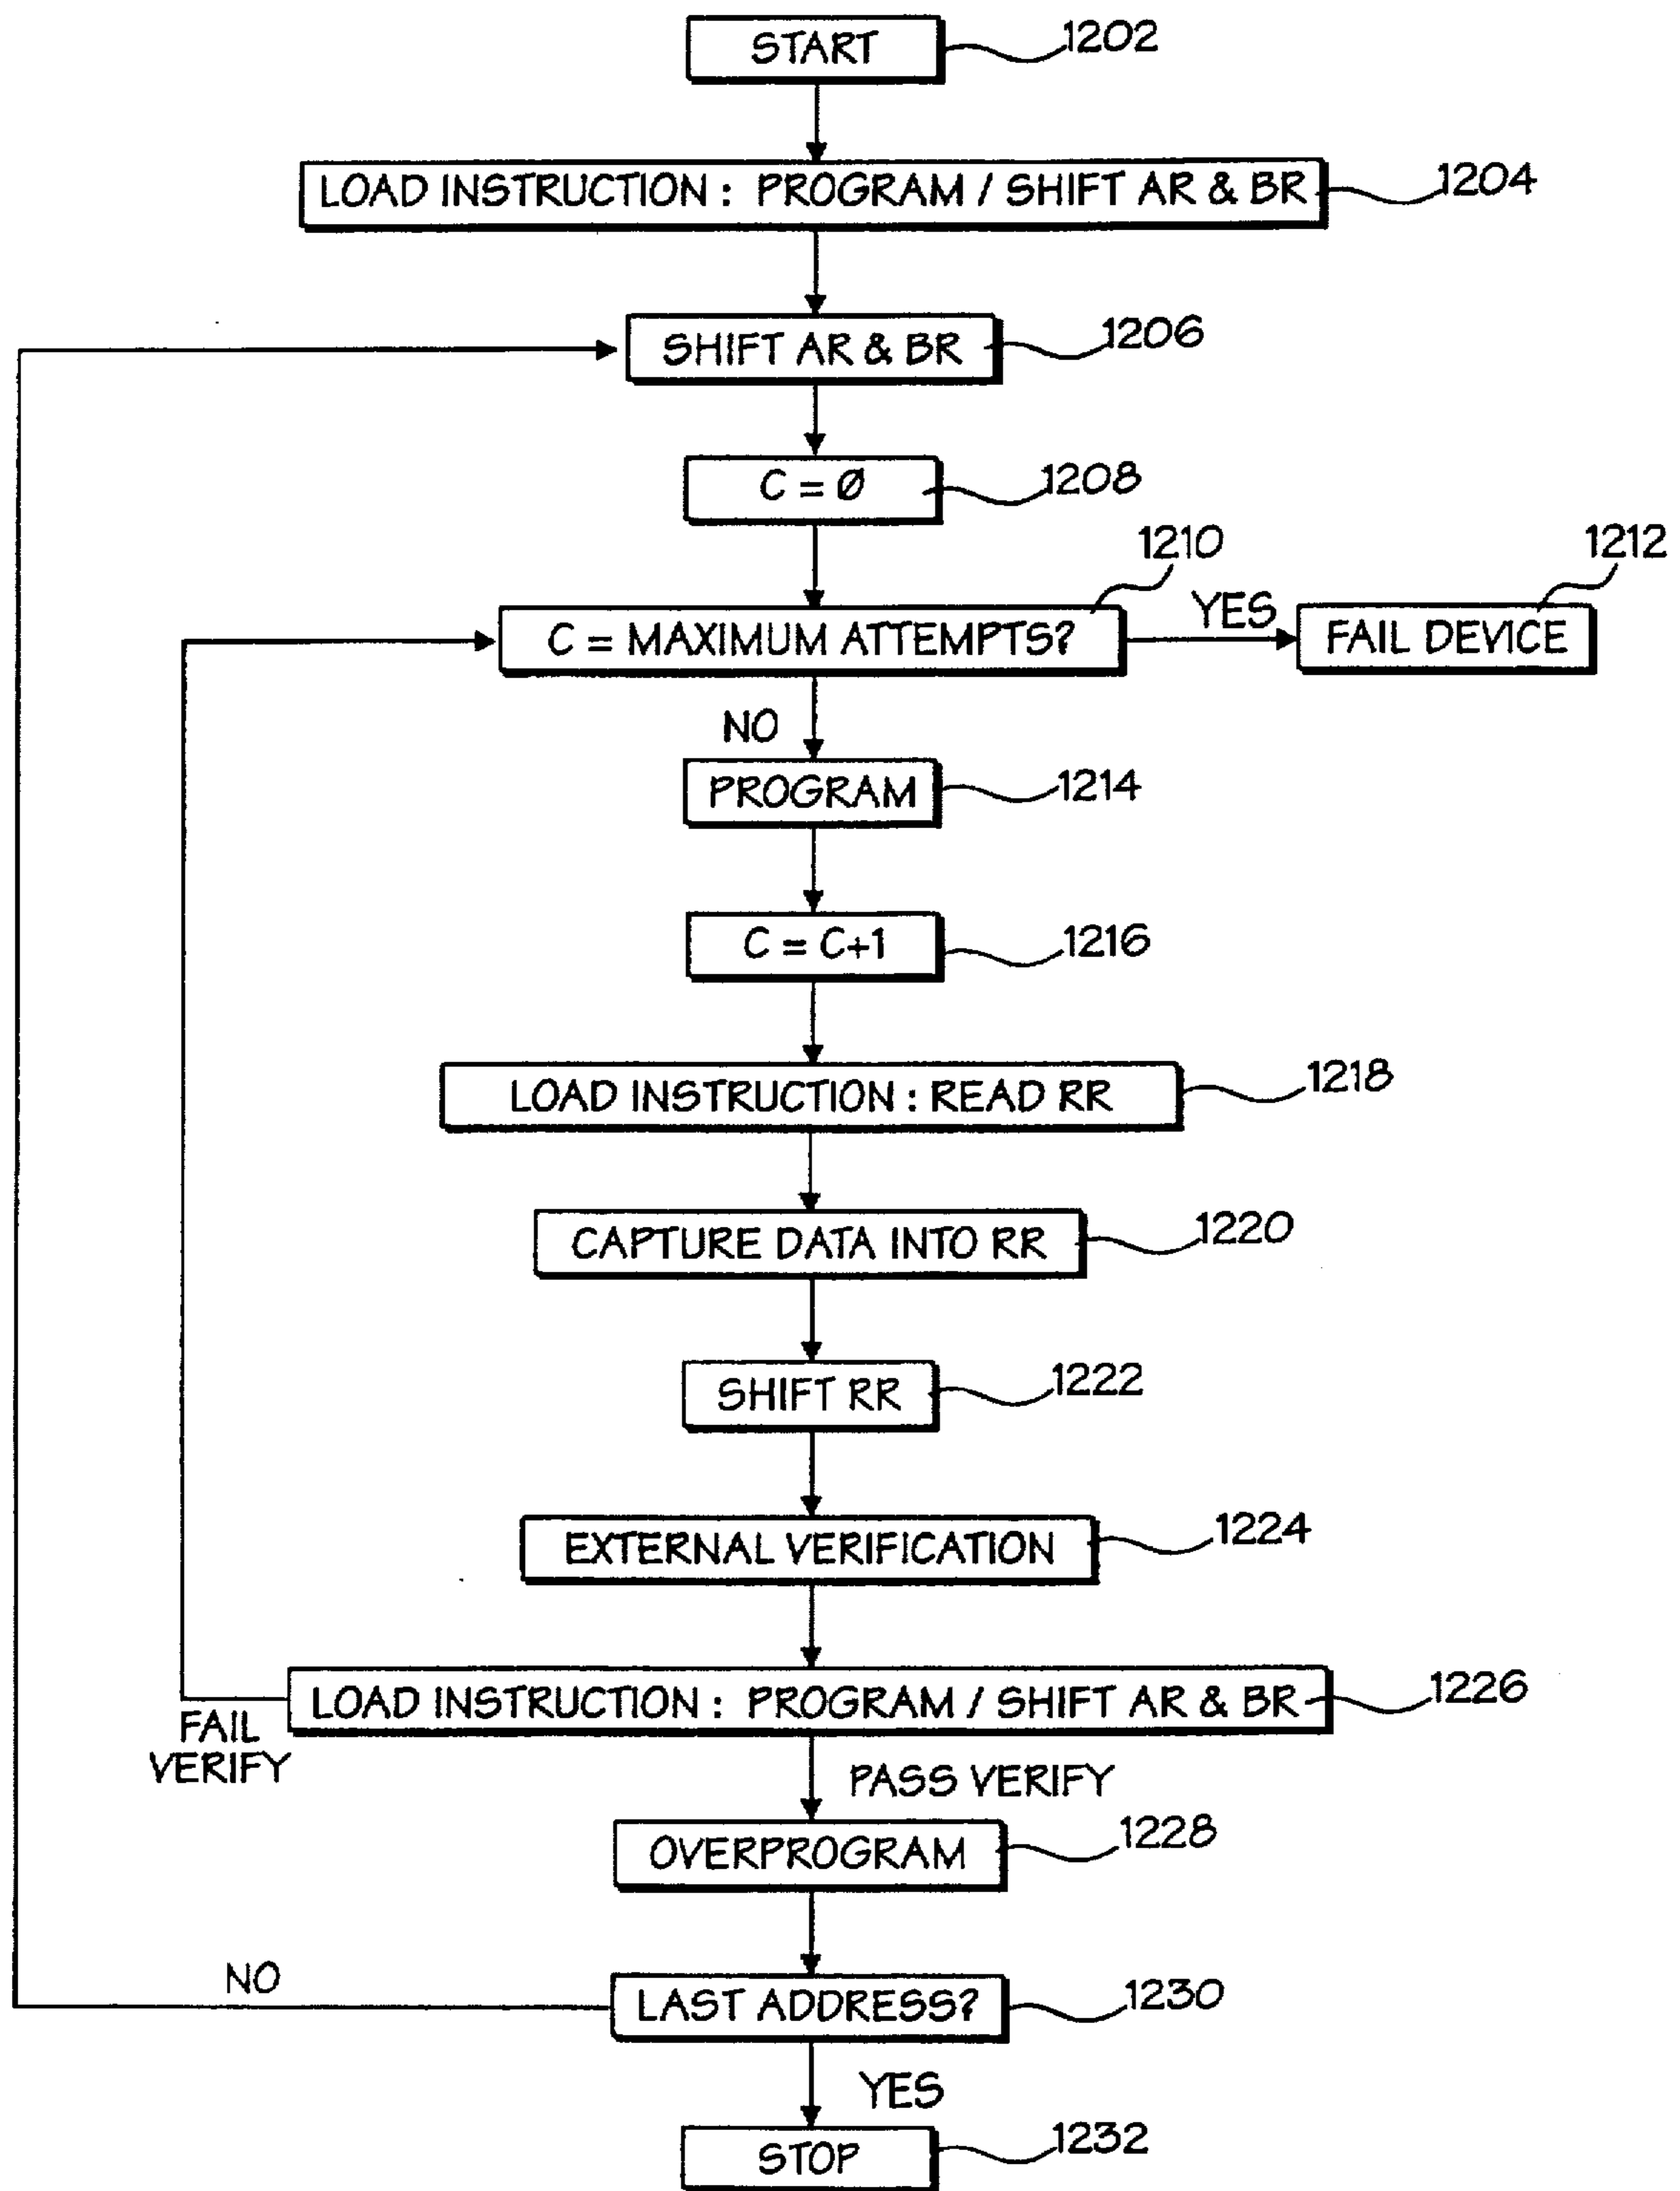 START
1202
LOAD INSTRUCTION : PROGRAM / SHIFT AR & BR
1204
SHIFT AR & BR
1206
C = Ø
1208
1210
1212
C = MAXIMUM ATTEMPTS?
YES
FAIL DEVICE
NO
PROGRAM
1214
C = C+1
1216
LOAD INSTRUCTION : READ RR
1218
CAPTURE DATA INTO RR
1220
SHIFT RR
1222
EXTERNAL VERIFICATION
1224
LOAD INSTRUCTION : PROGRAM / SHIFT AR & BR
1226
FAIL
VERIFY
PASS VERIFY
OVERPROGRAM
1228
NO
LAST ADDRESS?
1230
YES
STOP
1232